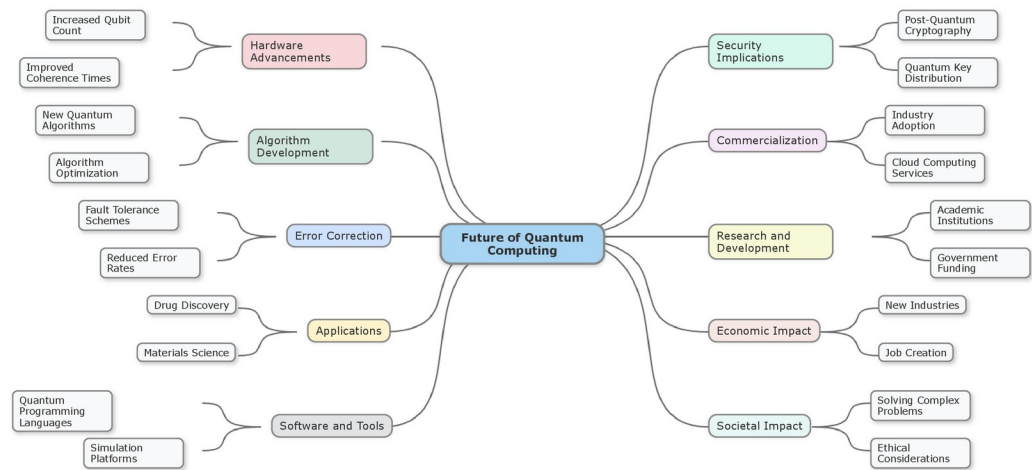 Increased Qubit
Count
Improved
Coherence Times
Hardware
Advancements
New Quantum
Algorithms
Algorithm
Optimization
Algorithm
Development
Fault Tolerance
Schemes
Reduced Error
Rates
Error Correction
Drug Discovery
Materials Science
Applications
Quantum
Programming
Languages
Simulation
Platforms
Software and Tools
Future of Quantum
Computing
Security
Implications
Post-Quantum
Cryptography
Quantum Key
Distribution
Commercialization
Industry
Adoption
Cloud Computing
Services
Research and
Development
Academic
Institutions
Government
Funding
Economic Impact
New Industries
Job Creation
Societal Impact
Solving Complex
Problems
Ethical
Considerations